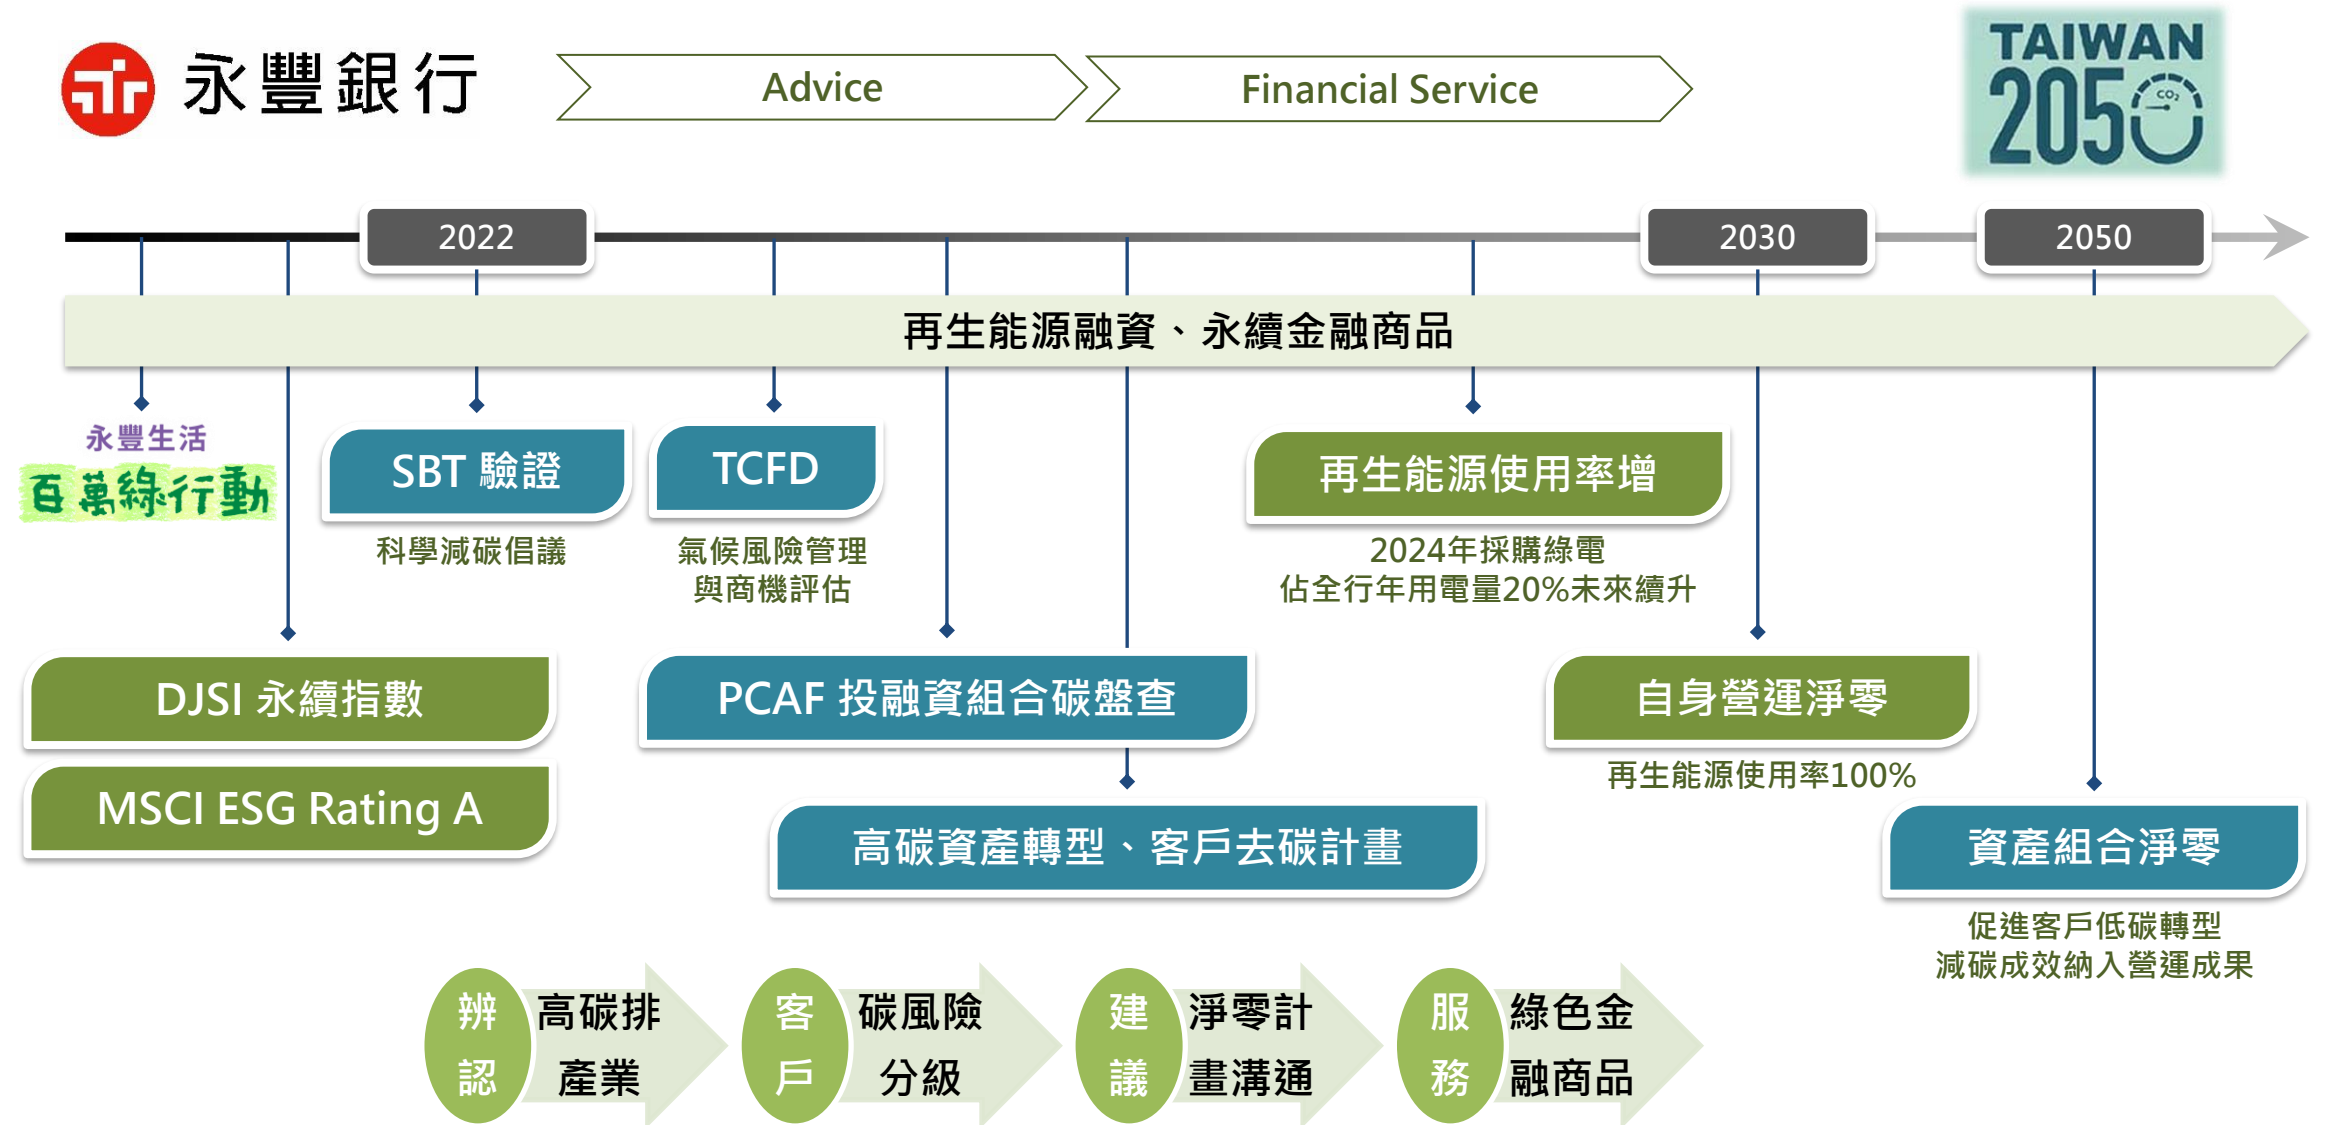 永豐銀行
Advice
Financial Service
TAIWAN
2050
CO₂
2022
2030
2050
再生能源融資、永續金融商品
永豐生活
百萬綠行動
SBT 驗證
科學減碳倡議
TCFD
氣候風險管理
與商機評估
再生能源使用率增
2024年採購綠電
佔全行年用電量20%未來續升
DJSI 永續指數
MSCI ESG Rating A
PCAF 投融資組合碳盤查
高碳資產轉型、客戶去碳計畫
自身營運淨零
再生能源使用率100%
資產組合淨零
促進客戶低碳轉型
減碳成效納入營運成果
辨
認
高碳排
產業
客
戶
碳風險
分級
建
議
淨零計
畫溝通
服
務
綠色金
融商品